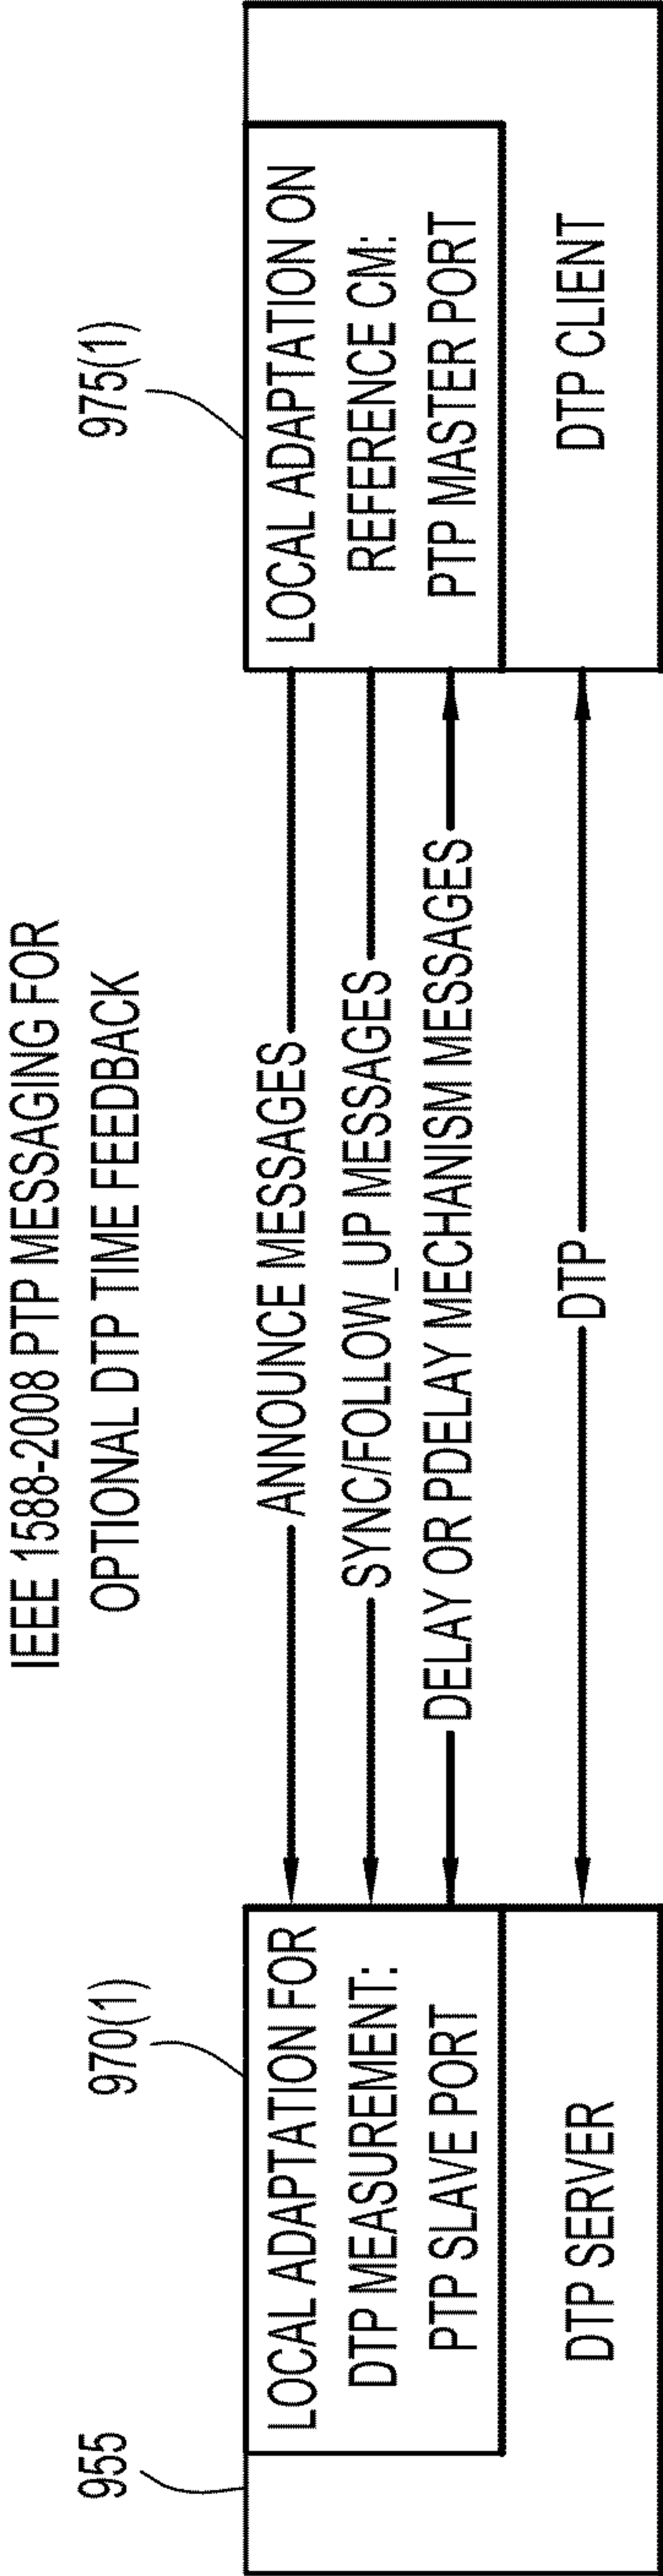 IEEE 1588-2008 PTP MESSAGING FOR
OPTIONAL DTP TIME FEEDBACK
955
970(1)
975(1)
LOCAL ADAPTATION FOR
DTP MEASUREMENT:
PTP SLAVE PORT
DTP SERVER
ANNOUNCE MESSAGES
SYNC/FOLLOW_UP MESSAGES
DELAY OR PDELAY MECHANISM MESSAGES
DTP
LOCAL ADAPTATION ON
REFERENCE CM:
PTP MASTER PORT
DTP CLIENT